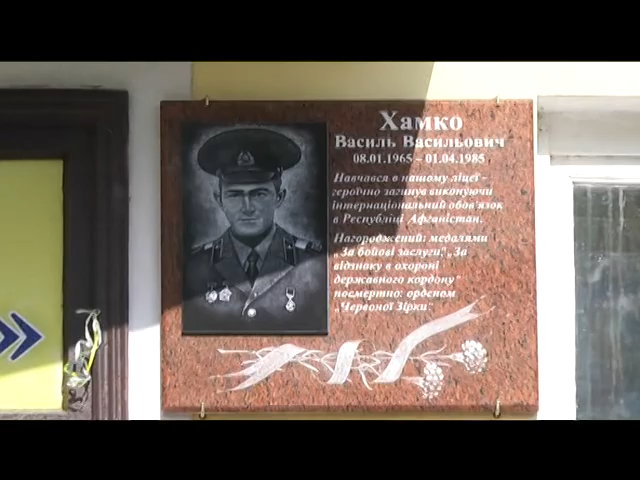 Хамко
Василь Васильович
08.01.1965 - 01.04.1985
Навчався в нашому ліцеї -
героїчно загинув виконуючи
інтернаціональний обов'язок
в Республіці Афганістан.
Нагороджений: медалями
„За бойові заслуги", „За
відзнаку в охороні
державного кордону"
посмертно: орденом
„Червоної Зірки"